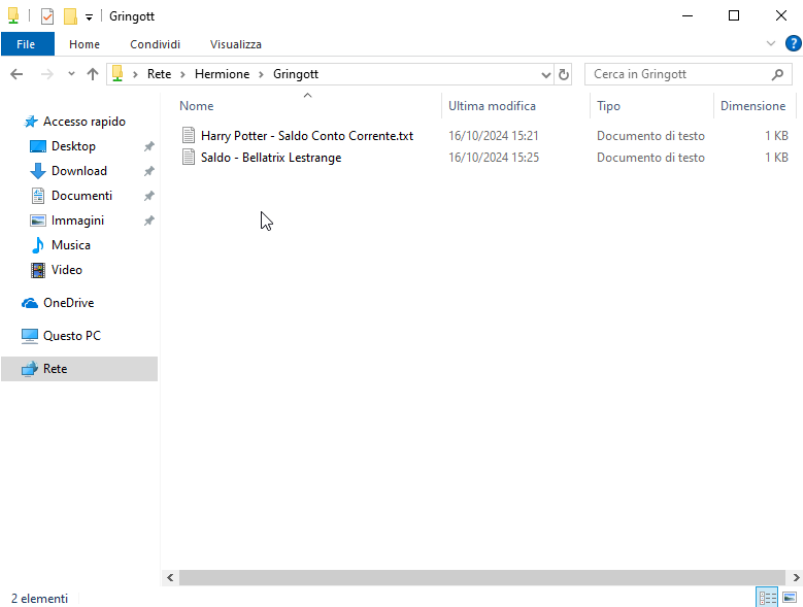 Gringott
File Home Condividi Visualizza
Rete Hermione Gringott
Cerca in Gringott
Nome Ultima modifica Tipo Dimensione
Harry Potter - Saldo Conto Corrente.txt 16/10/2024 15:21 Documento di testo 1 KB
Saldo - Bellatrix Lestrange 16/10/2024 15:25 Documento di testo 1 KB
Accesso rapido
Desktop
Download
Documenti
Immagini
Musica
Video
OneDrive
Questo PC
Rete
2 elementi